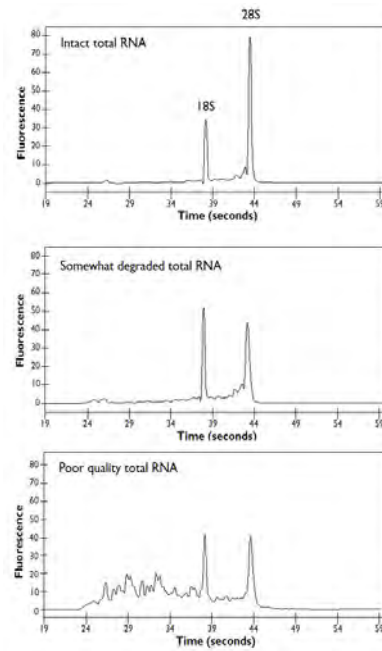 28S
Intact total RNA
18S
Fluorescence
80
70
60
50
40
30
20
10
0
19 24 29 34 39 44 49 54 59
Time (seconds)
Somewhat degraded total RNA
Fluorescence
80
70
60
50
40
30
20
10
0
19 24 29 34 39 44 49 54 59
Time (seconds)
Poor quality total RNA
Fluorescence
80
70
60
50
40
30
20
10
0
19 24 29 34 39 44 49 54 59
Time (seconds)